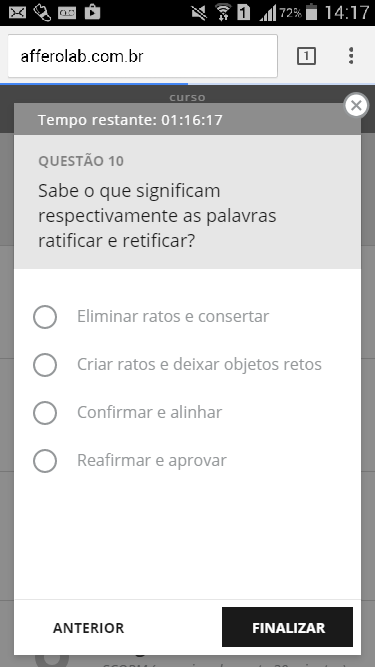 72% 14:17
afferolab.com.br 1
curso
Tempo restante: 01:16:17
QUESTÃO 10
Sabe o que significam
respectivamente as palavras
ratificar e retificar?
Eliminar ratos e consertar
Criar ratos e deixar objetos retos
Confirmar e alinhar
Reafirmar e aprovar
ANTERIOR FINALIZAR